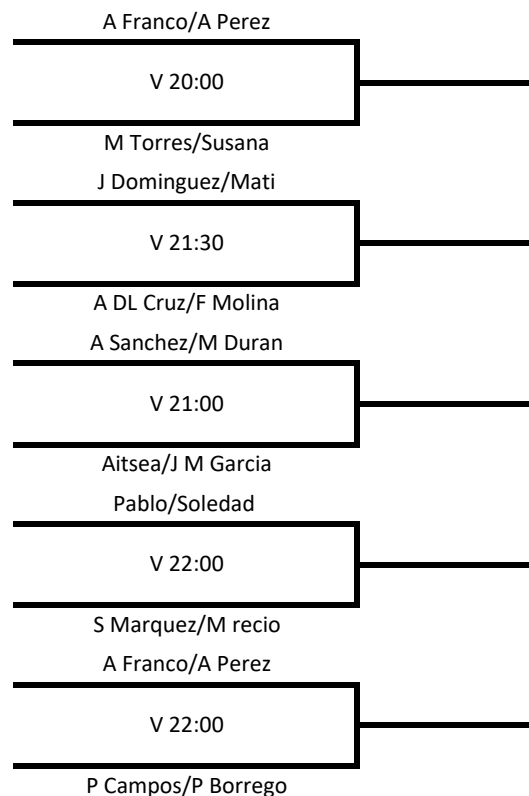 A Franco/A Perez
V 20:00
M Torres/Susana
J Dominguez/Mati
V 21:30
A DL Cruz/F Molina
A Sanchez/M Duran
V 21:00
Aitsea/J M Garcia
Pablo/Soledad
V 22:00
S Marquez/M recio
A Franco/A Perez
V 22:00
P Campos/P Borrego